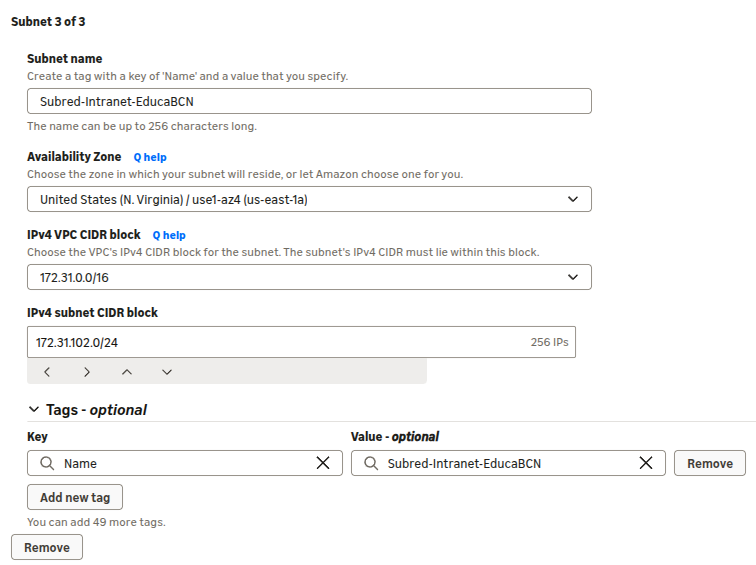 Subnet 3 of 3
Subnet name
Create a tag with a key of 'Name' and a value that you specify.
Subred-Intranet-EducaBCN
The name can be up to 256 characters long.
Availability Zone Q help
Choose the zone in which your subnet will reside, or let Amazon choose one for you.
United States (N. Virginia) / use1-az4 (us-east-1a)
IPv4 VPC CIDR block Q help
Choose the VPC's IPv4 CIDR block for the subnet. The subnet's IPv4 CIDR must lie within this block.
172.31.0.0/16
IPv4 subnet CIDR block
172.31.102.0/24 256 IPs
Tags - optional
Key Value - optional
Name Subred-Intranet-EducaBCN Remove
Add new tag
You can add 49 more tags.
Remove